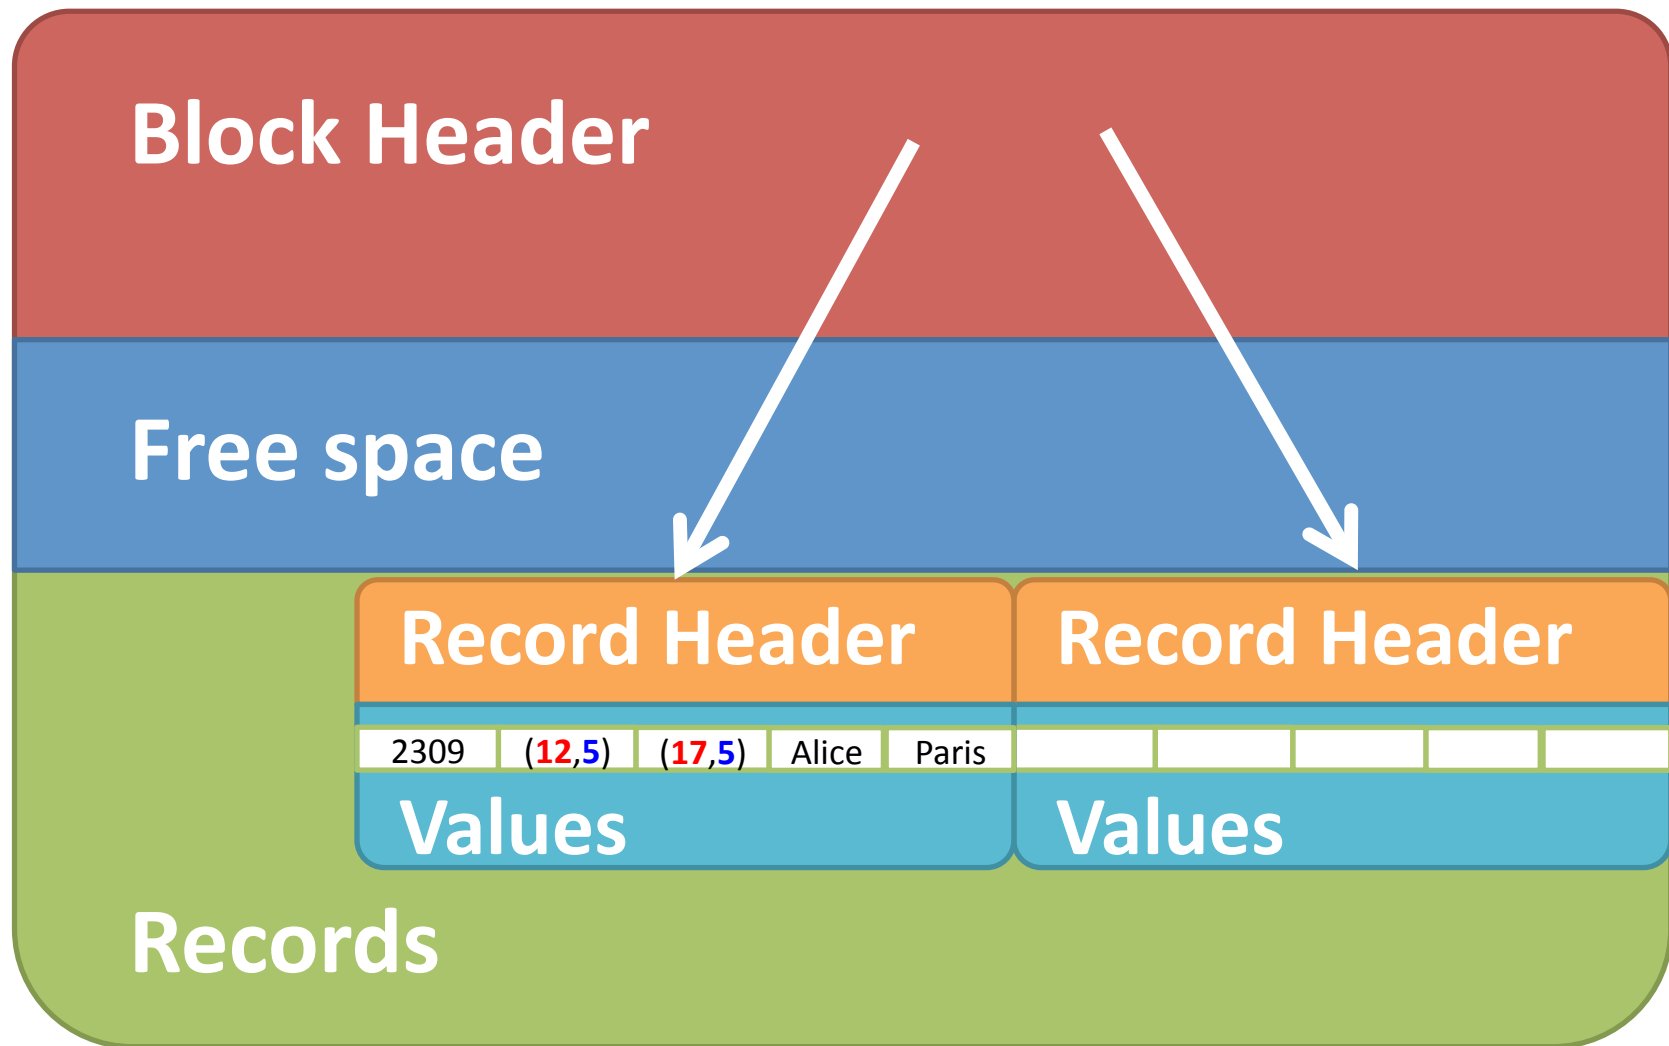 Block Header
Free space
Record Header Record Header
2309 (12,5) (17,5) Alice Paris
Values Values
Records